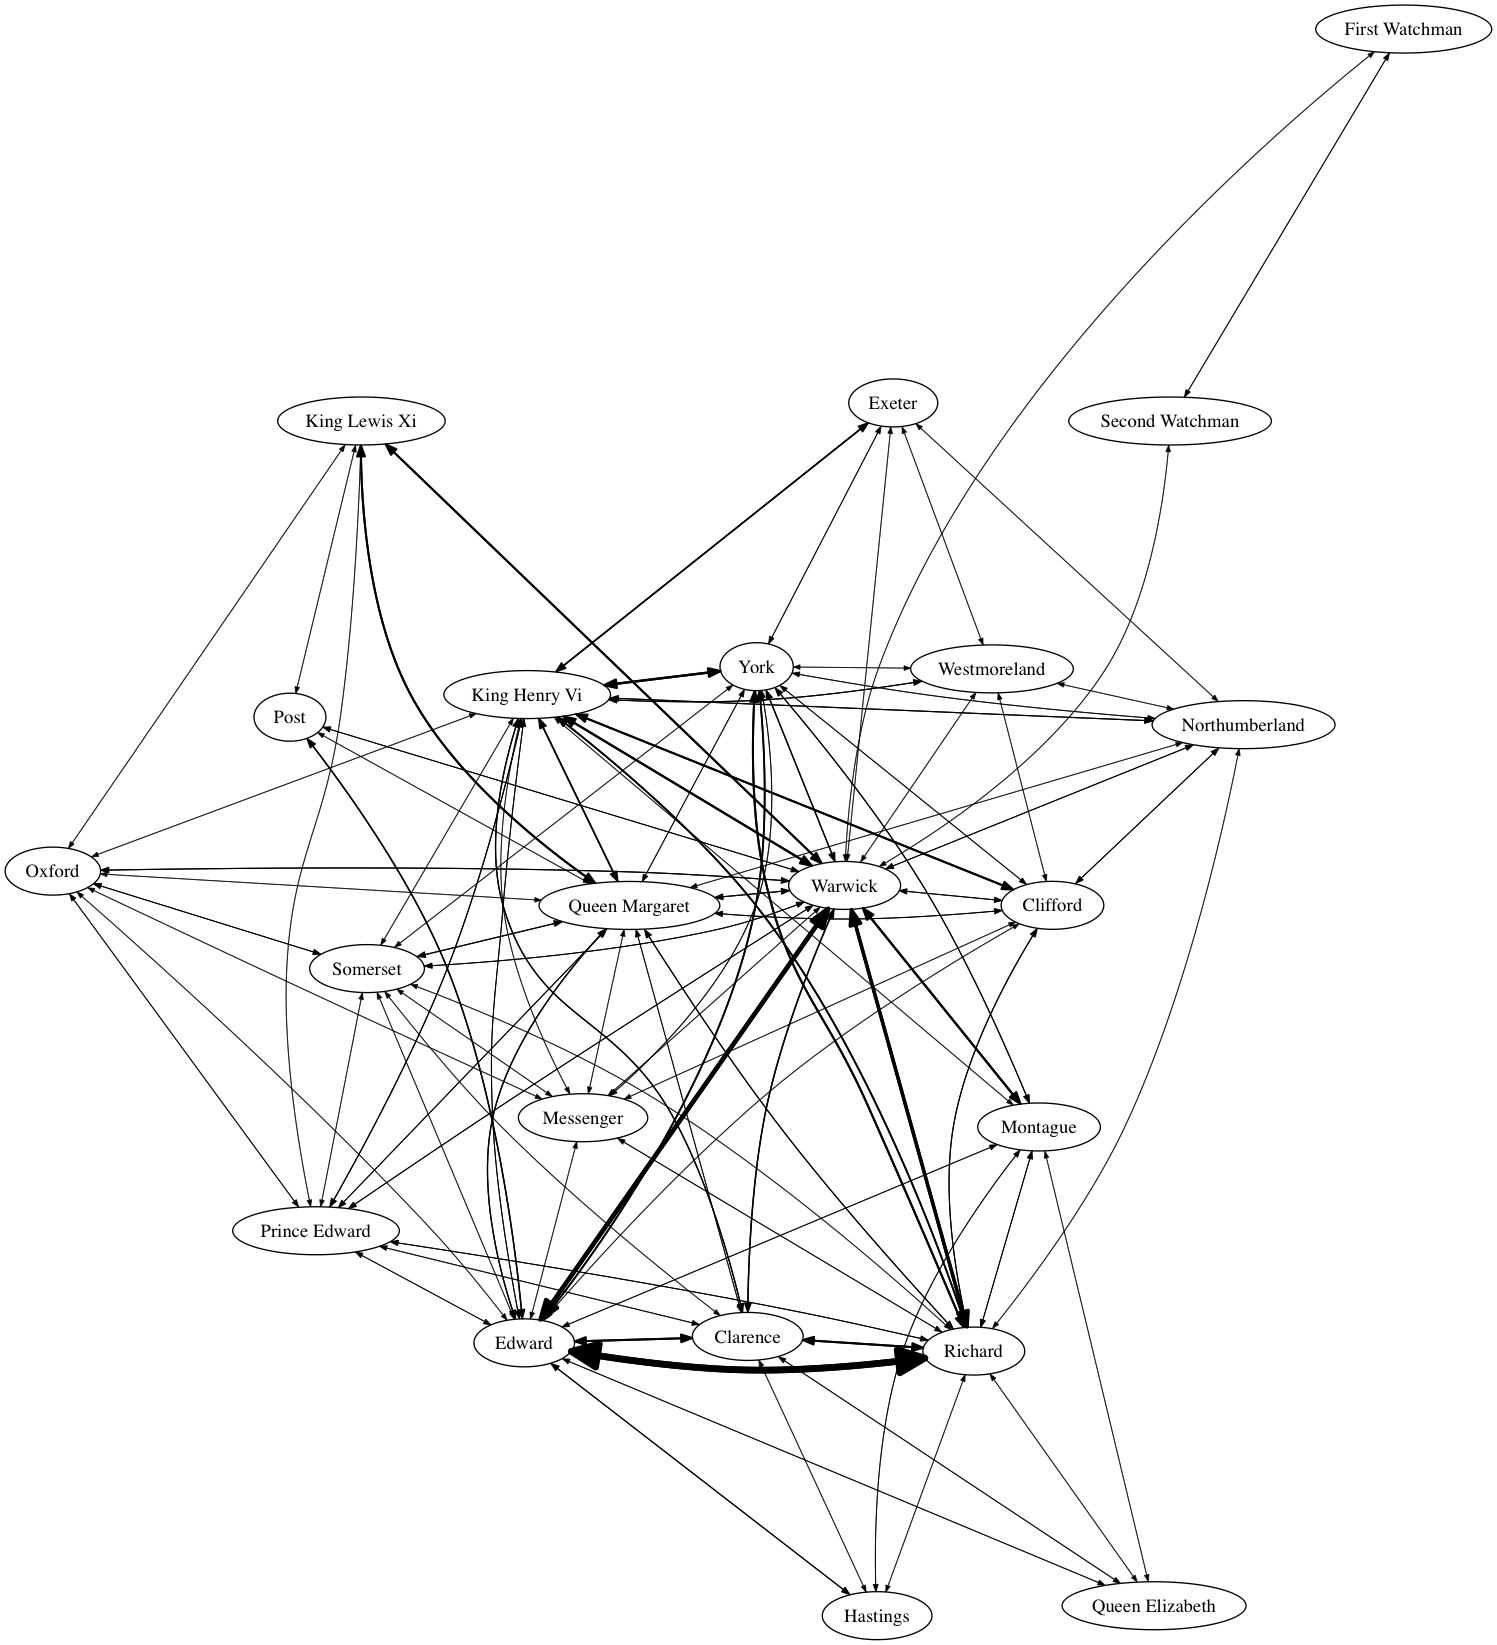 First Watchman
Exeter
King Lewis Xi
Second Watchman
York
Westmoreland
King Henry Vi
Post
Northumberland
Oxford
Warwick
Queen Margaret
Clifford
Somerset
Messenger
Montague
Prince Edward
Edward
Clarence
Richard
Hastings
Queen Elizabeth